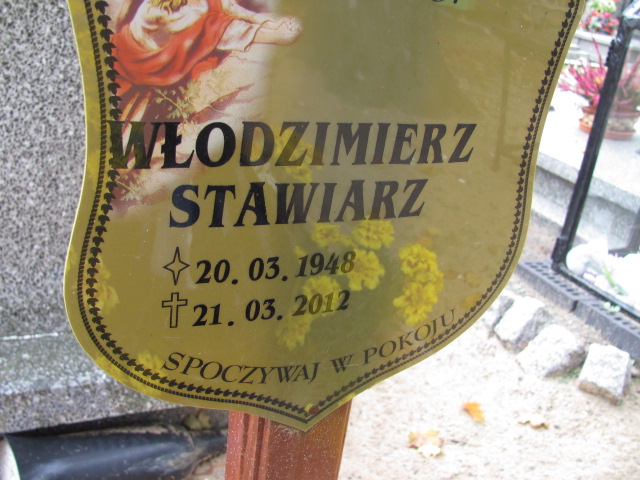 WŁODZIMIERZ
STAWIARZ
20. 03. 1948
21. 03. 2012
SPOCZYWAJ W POKOJU